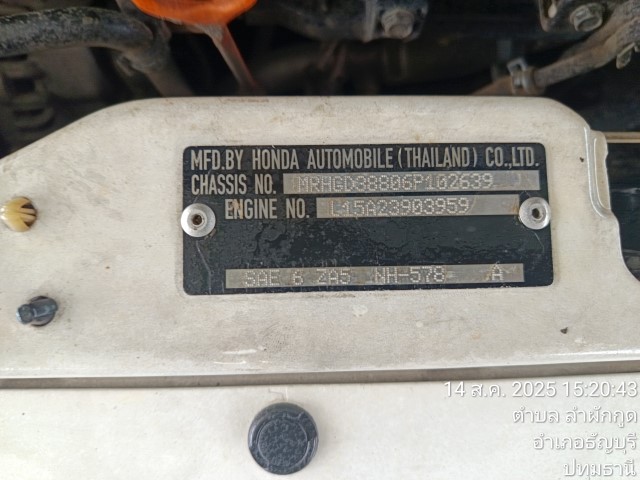 MFD.BY HONDA AUTOMOBILE (THAILAND) CO.,LTD.
CHASSIS NO. MRHGD38806P102639
ENGINE NO. L15A23903959
SAE 6 ZA5 NH-578 A
14 ส.ค. 2025 15:20:43
ตำบล ลำผักกูด
อำเภอธัญบุรี
ปทุมธานี